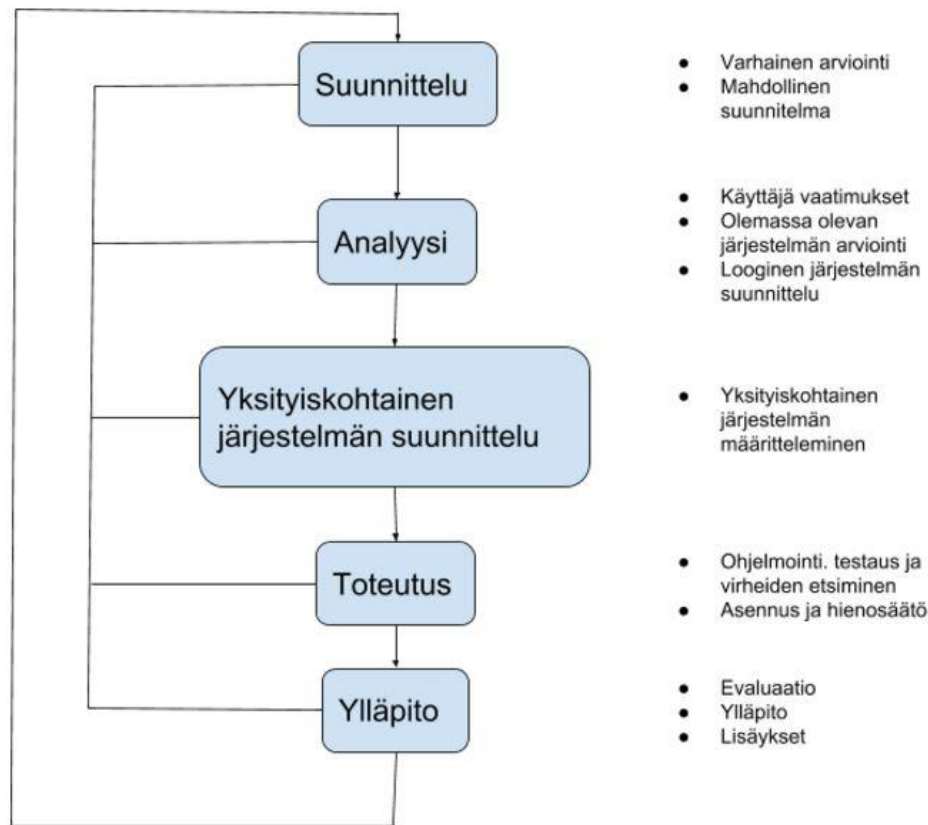 Suunnittelu
● Varhainen arviointi
● Mahdollinen
suunnitelma
Analyysi
● Käyttäjä vaatimukset
● Olemassa olevan
järjestelmän arviointi
● Looginen järjestelmän
suunnittelu
Yksityiskohtainen
järjestelmän suunnittelu
● Yksityiskohtainen
järjestelmän
määritteleminen
Toteutus
● Ohjelmointi. testaus ja
virheiden etsiminen
● Asennus ja hienosäätö
Ylläpito
● Evaluaatio
● Ylläpito
● Lisäykset